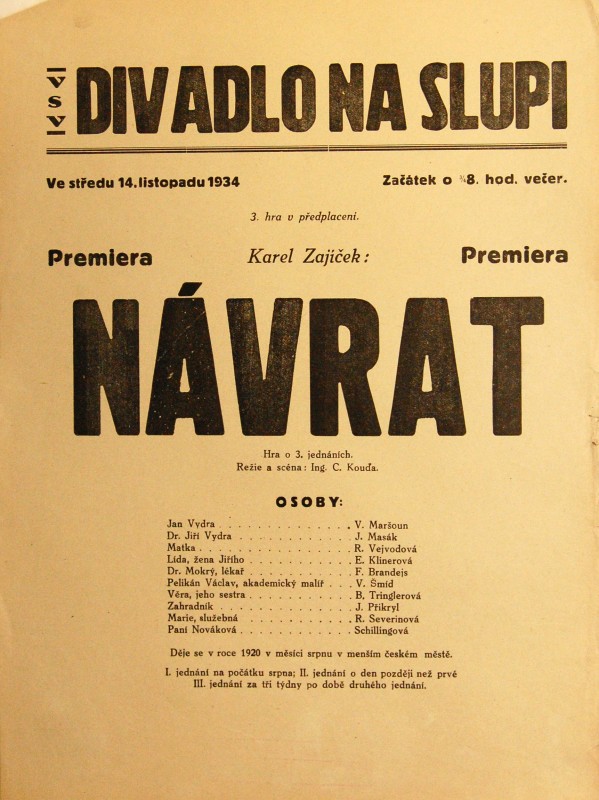 VSV
DIVADLO NA SLUPI
Ve středu 14. listopadu 1934
Začátek o ¾8. hod. večer.
3. hra v předplacení.
Premiera
Karel Zajíček:
Premiera
NÁVRAT
Hra o 3. jednáních.
Režie a scéna: Ing. C. Kouďa.
OSOBY:
Jan Vydra . . . . . . . . . . . . . V. Maršoun
Dr. Jiří Vydra . . . . . . . . . . . J. Masák
Matka . . . . . . . . . . . . . . R. Vejvodová
Lída, žena Jiřího . . . . . . . . . . E. Klinerová
Dr. Mokrý, lékař . . . . . . . . . . F. Brandejs
Pelikán Václav, akademický malíř . . . V. Šmíd
Věra, jeho sestra . . . . . . . . . . B, Tringlerová
Zahradník . . . . . . . . . . . . J. Přikryl
Marie, služebná . . . . . . . . . . R. Severinová
Paní Nováková . . . . . . . . . . . Schillingová
Děje se v roce 1920 v měsíci srpnu v menším českém městě.
I. jednání na počátku srpna; II. jednání o den později než prvé
III. jednání za tři týdny po době druhého jednání.